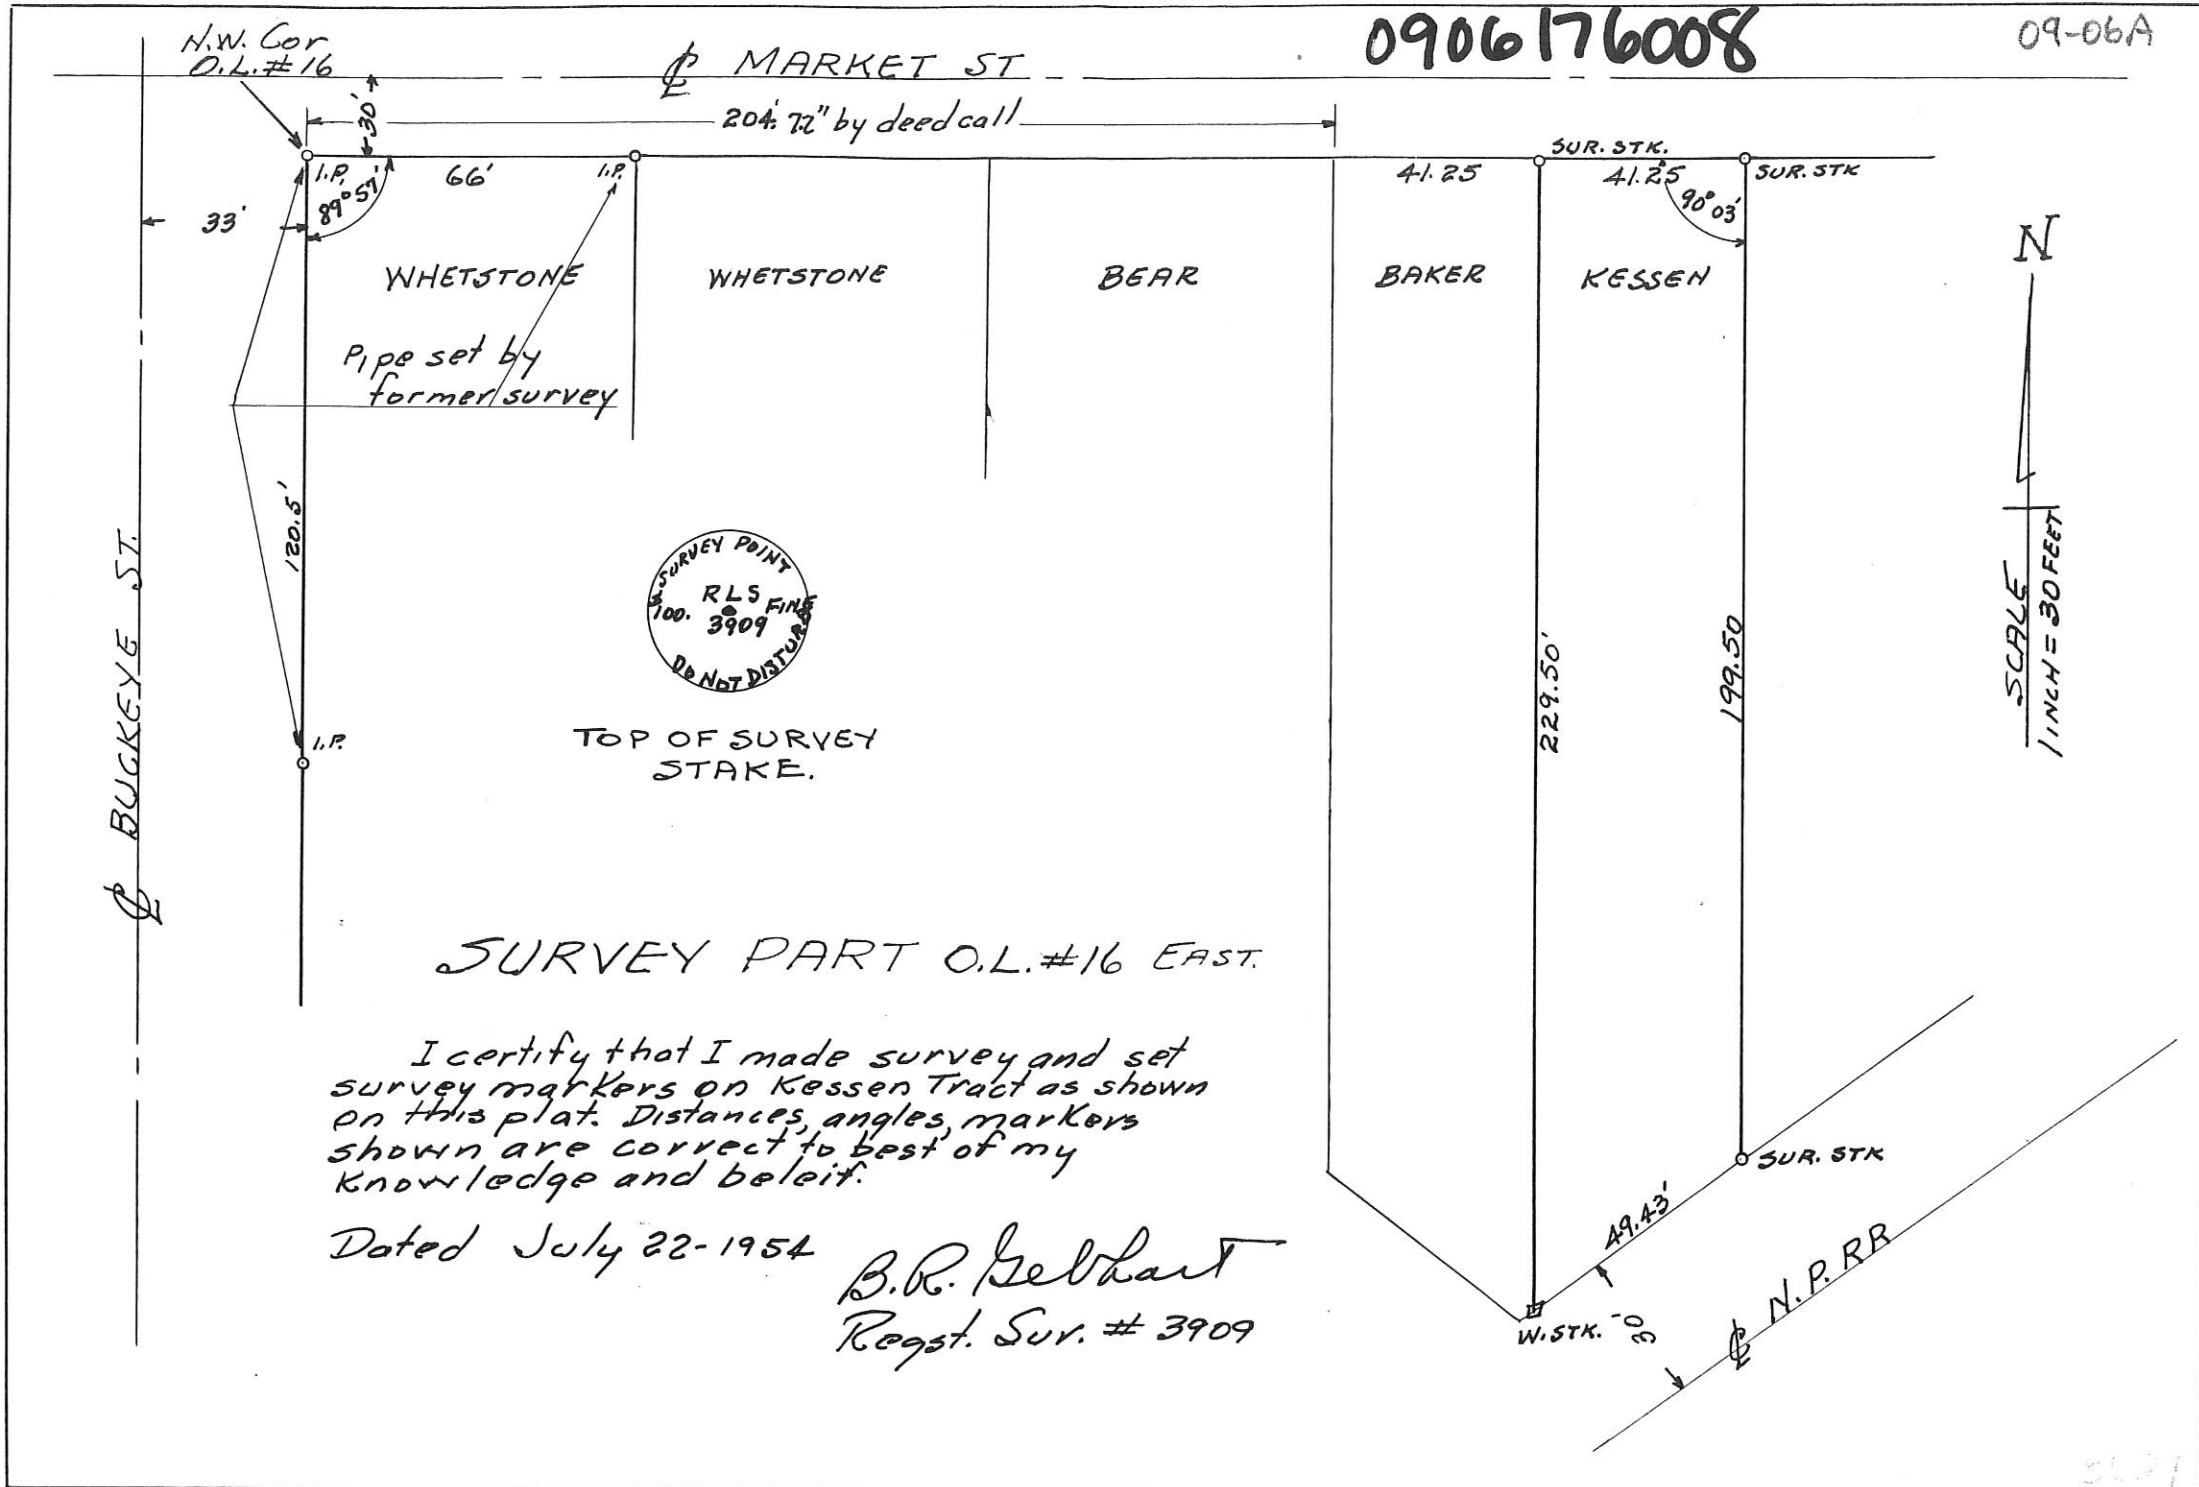 0906176008
09-06A
N.W. Cor
O.L. #16
℄ MARKET ST
30'
204.' 7.2" by deed call
I.P.
66'
I.P.
41.25
SUR. STK.
41.25
SUR. STK
89° 57'
90° 03'
33'
N
WHETSTONE
WHETSTONE
BEAR
BAKER
KESSEN
Pipe set by
former survey
120.5'
℄ BUCKEYE ST.
SURVEY POINT
RLS
100.
FINE
3909
DO NOT DISTURB
TOP OF SURVEY
STAKE.
I.P.
229.50'
199.50
SCALE
1 INCH = 30 FEET
SURVEY PART O.L. #16 EAST.
I certify that I made survey and set
survey markers on Kessen Tract as shown
on this plat. Distances, angles, markers
shown are correct to best of my
knowledge and beleif.
Dated July 22-1954
B.R. Gebhart
Regst. Sur. # 3909
SUR. STK
49.43'
W. STK.
30'
℄ N.P. RR